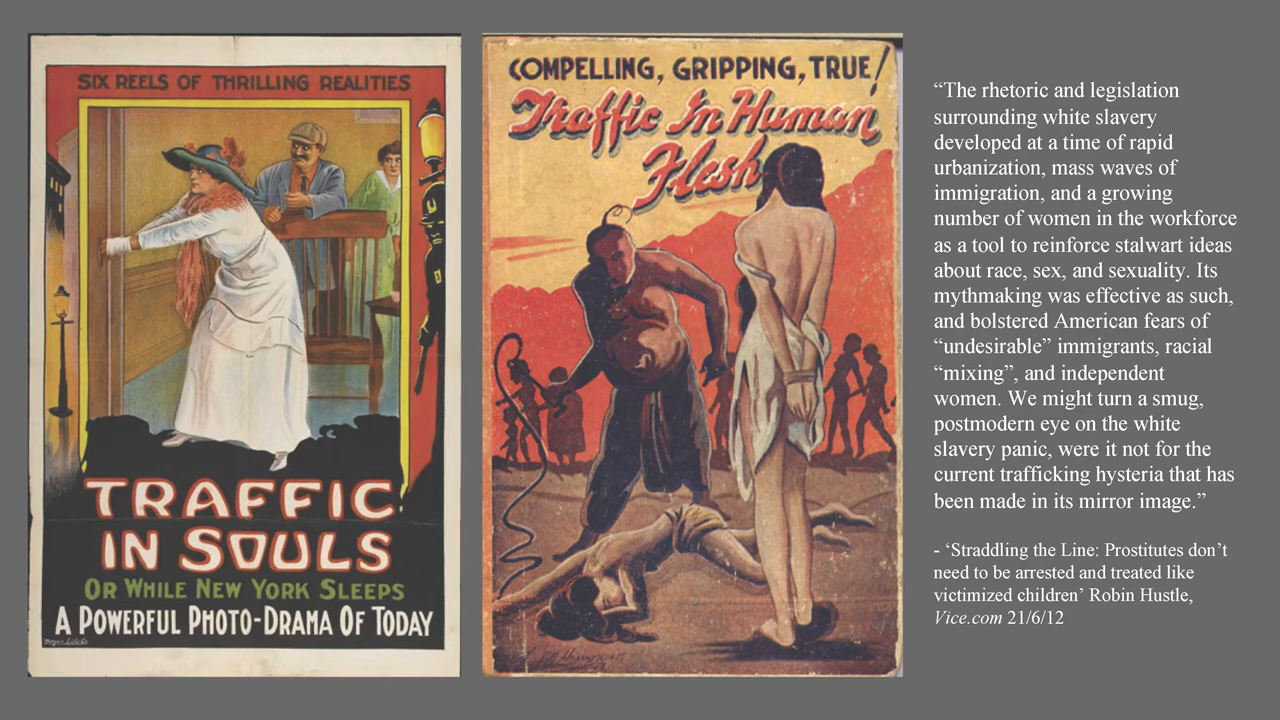 SIX REELS OF THRILLING REALITIES
TRAFFIC
IN SOULS
OR WHILE NEW YORK SLEEPS
A POWERFUL PHOTO-DRAMA OF TODAY
COMPELLING, GRIPPING, TRUE!
Traffic In Human
Flesh
“The rhetoric and legislation
surrounding white slavery
developed at a time of rapid
urbanization, mass waves of
immigration, and a growing
number of women in the workforce
as a tool to reinforce stalwart ideas
about race, sex, and sexuality. Its
mythmaking was effective as such,
and bolstered American fears of
“undesirable” immigrants, racial
“mixing”, and independent
women. We might turn a smug,
postmodern eye on the white
slavery panic, were it not for the
current trafficking hysteria that has
been made in its mirror image.”
- ‘Straddling the Line: Prostitutes don’t
need to be arrested and treated like
victimized children’ Robin Hustle,
Vice.com 21/6/12